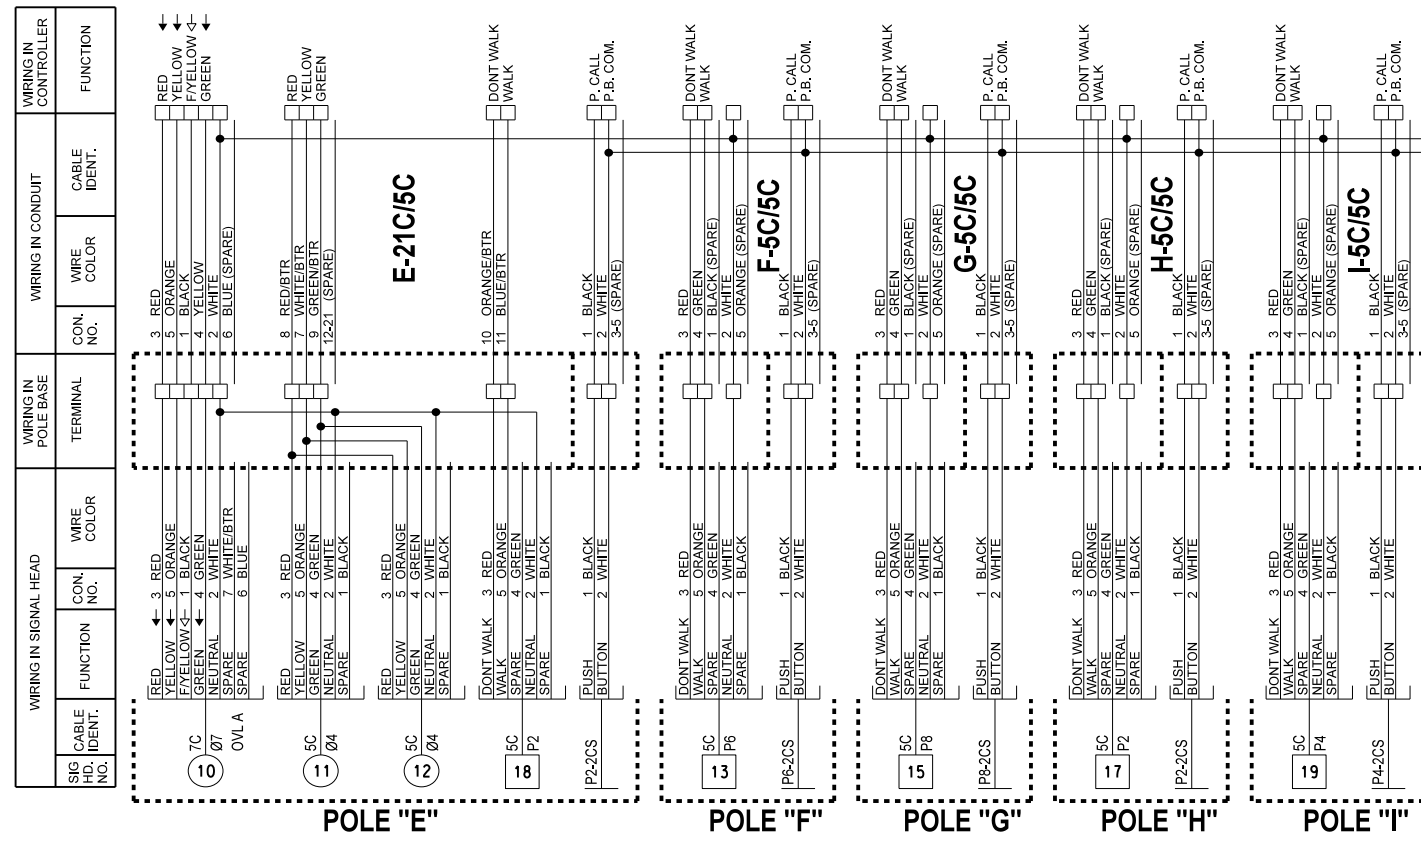 WIRING IN CONTROLLER
FUNCTION
WIRING IN CONDUIT
CABLE IDENT.
WIRE COLOR
CON. NO.
WIRING IN POLE BASE
TERMINAL
WIRING IN SIGNAL HEAD
WIRE COLOR
CON. NO.
FUNCTION
CABLE IDENT.
SIG HD. NO.
RED
YELLOW
F/YELLOW
GREEN
RED
YELLOW
GREEN
DONT WALK
WALK
P. CALL
P.B. COM.
DONT WALK
WALK
P. CALL
P.B. COM.
DONT WALK
WALK
P. CALL
P.B. COM.
DONT WALK
WALK
P. CALL
P.B. COM.
DONT WALK
WALK
P. CALL
P.B. COM.
E-21C/5C
F-5C/5C
G-5C/5C
H-5C/5C
I-5C/5C
3 RED
5 ORANGE
1 BLACK
4 YELLOW
2 WHITE
6 BLUE (SPARE)
8 RED/BTR
7 WHITE/BTR
9 GREEN/BTR
12-21 (SPARE)
10 ORANGE/BTR
11 BLUE/BTR
1 BLACK
2 WHITE
3-5 (SPARE)
3 RED
4 GREEN
1 BLACK (SPARE)
2 WHITE
5 ORANGE (SPARE)
1 BLACK
2 WHITE
3-5 (SPARE)
3 RED
4 GREEN
1 BLACK (SPARE)
2 WHITE
5 ORANGE (SPARE)
1 BLACK
2 WHITE
3-5 (SPARE)
3 RED
4 GREEN
1 BLACK (SPARE)
2 WHITE
5 ORANGE (SPARE)
1 BLACK
2 WHITE
3-5 (SPARE)
3 RED
4 GREEN
1 BLACK (SPARE)
2 WHITE
5 ORANGE (SPARE)
1 BLACK
2 WHITE
3-5 (SPARE)
RED 3 RED
YELLOW 5 ORANGE
F/YELLOW 1 BLACK
GREEN 4 GREEN
NEUTRAL 2 WHITE
SPARE 7 WHITE/BTR
SPARE 6 BLUE
7C
Ø7
OVL A
10
RED 3 RED
YELLOW 5 ORANGE
GREEN 4 GREEN
NEUTRAL 2 WHITE
SPARE 1 BLACK
5C
Ø4
11
RED 3 RED
YELLOW 5 ORANGE
GREEN 4 GREEN
NEUTRAL 2 WHITE
SPARE 1 BLACK
5C
Ø4
12
DONT WALK 3 RED
WALK 5 ORANGE
SPARE 4 GREEN
NEUTRAL 2 WHITE
SPARE 1 BLACK
5C
P2
18
PUSH 1 BLACK
BUTTON 2 WHITE
P2-2CS
POLE "E"
DONT WALK 3 RED
WALK 5 ORANGE
SPARE 4 GREEN
NEUTRAL 2 WHITE
SPARE 1 BLACK
5C
P6
13
PUSH 1 BLACK
BUTTON 2 WHITE
P6-2CS
POLE "F"
DONT WALK 3 RED
WALK 5 ORANGE
SPARE 4 GREEN
NEUTRAL 2 WHITE
SPARE 1 BLACK
5C
P8
15
PUSH 1 BLACK
BUTTON 2 WHITE
P8-2CS
POLE "G"
DONT WALK 3 RED
WALK 5 ORANGE
SPARE 4 GREEN
NEUTRAL 2 WHITE
SPARE 1 BLACK
5C
P2
17
PUSH 1 BLACK
BUTTON 2 WHITE
P2-2CS
POLE "H"
DONT WALK 3 RED
WALK 5 ORANGE
SPARE 4 GREEN
NEUTRAL 2 WHITE
SPARE 1 BLACK
5C
P4
19
PUSH 1 BLACK
BUTTON 2 WHITE
P4-2CS
POLE "I"